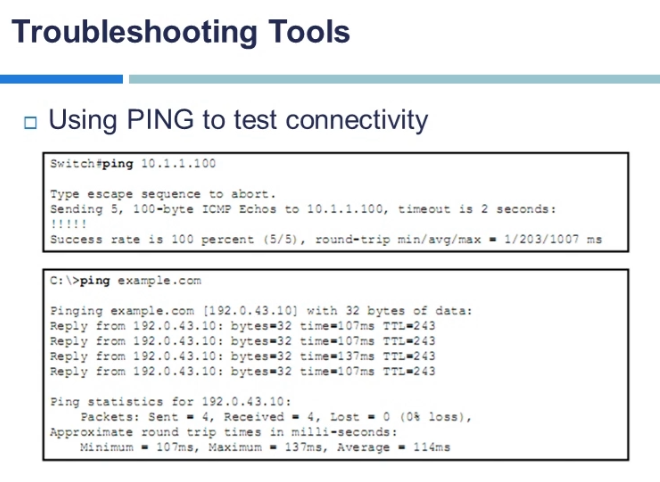 Troubleshooting Tools
Using PING to test connectivity
Switch#ping 10.1.1.100
Type escape sequence to abort.
Sending 5, 100-byte ICMP Echos to 10.1.1.100, timeout is 2 seconds:
!!!!!
Success rate is 100 percent (5/5), round-trip min/avg/max = 1/203/1007 ms
C:\>ping example.com
Pinging example.com [192.0.43.10] with 32 bytes of data:
Reply from 192.0.43.10: bytes=32 time=107ms TTL=243
Reply from 192.0.43.10: bytes=32 time=107ms TTL=243
Reply from 192.0.43.10: bytes=32 time=137ms TTL=243
Reply from 192.0.43.10: bytes=32 time=107ms TTL=243
Ping statistics for 192.0.43.10:
Packets: Sent = 4, Received = 4, Lost = 0 (0% loss),
Approximate round trip times in milli-seconds:
Minimum = 107ms, Maximum = 137ms, Average = 114ms